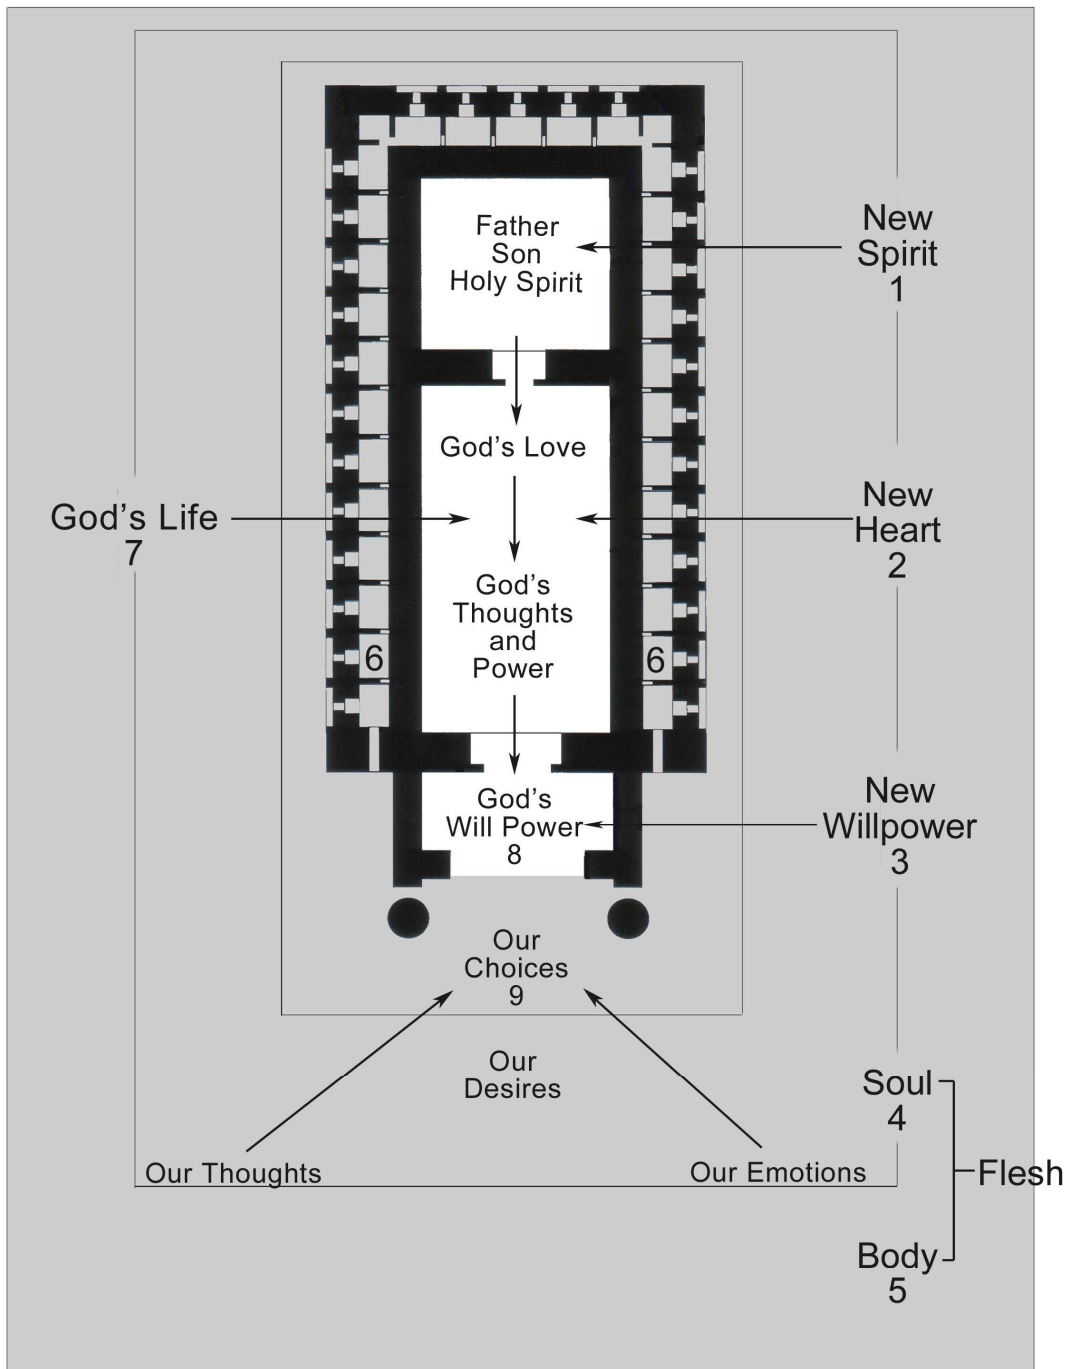 Father
Son
Holy Spirit
New
Spirit
1
God's Love
God's Life
7
New
Heart
2
God's
Thoughts
and
Power
6
6
God's
Will Power
8
New
Willpower
3
Our
Choices
9
Our
Desires
Soul
4
Our Thoughts
Our Emotions
Flesh
Body
5